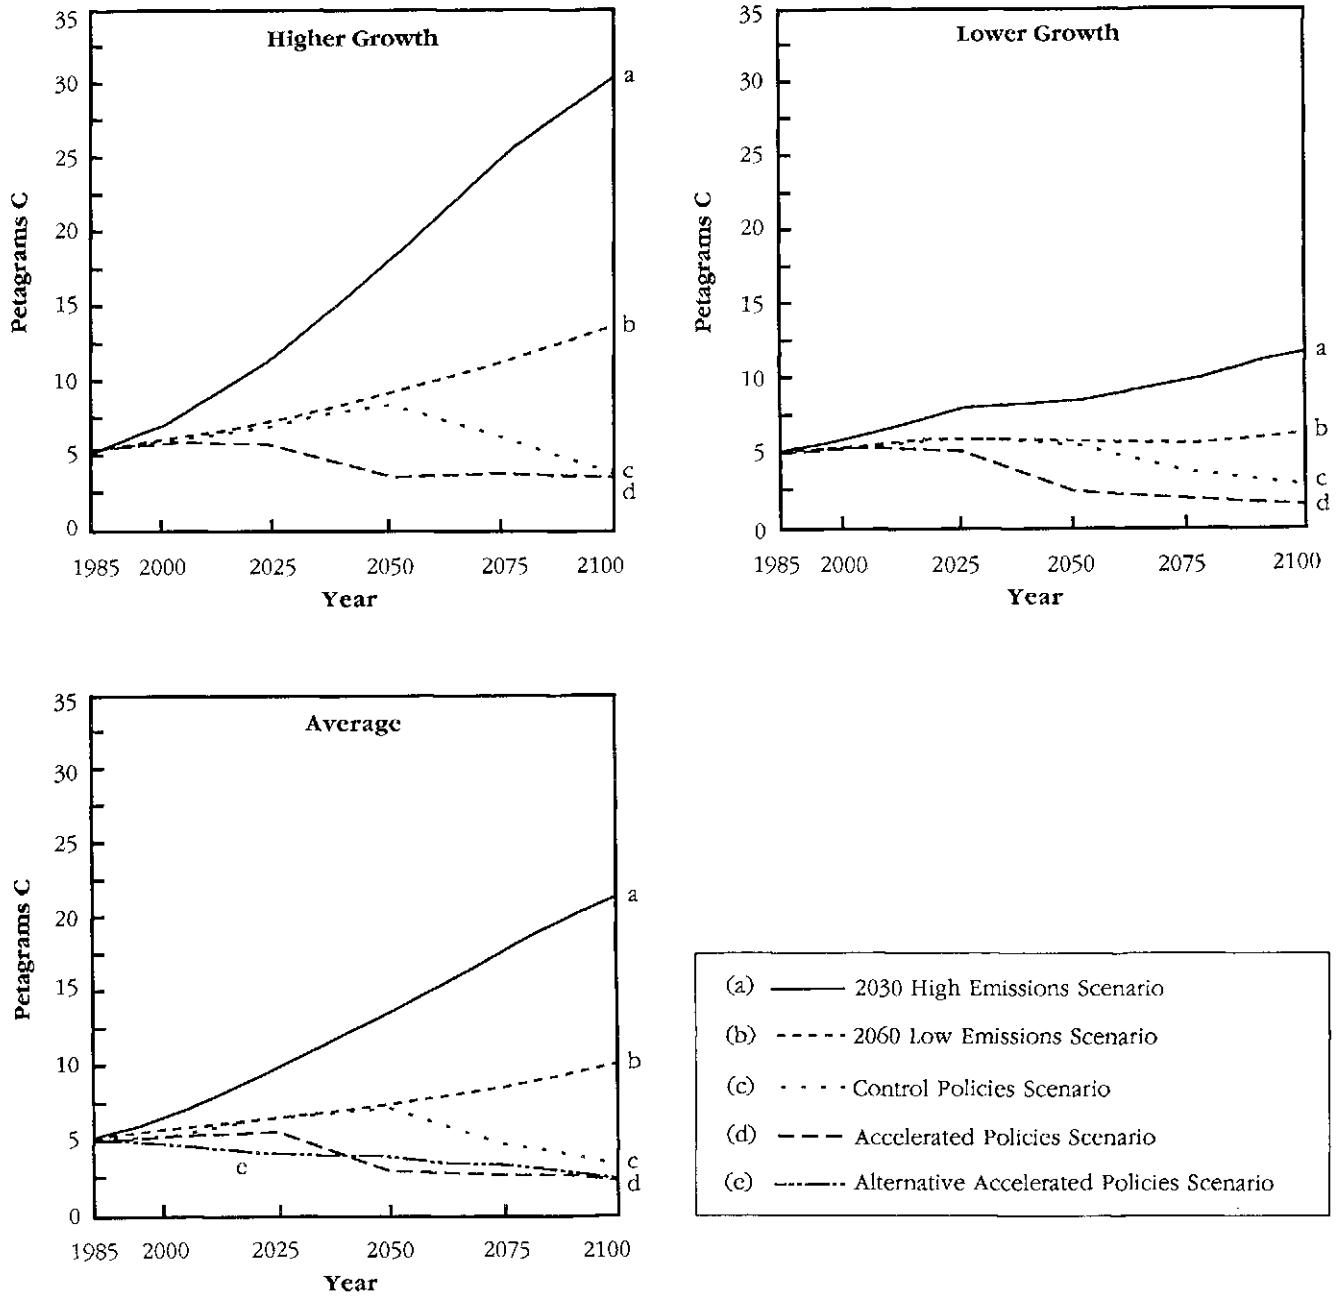 Higher Growth
35
30
25
20
15
10
5
0
Petagrams C
a
b
c
d
1985 2000 2025 2050 2075 2100
Year
Lower Growth
35
30
25
20
15
10
5
0
Petagrams C
a
b
c
d
1985 2000 2025 2050 2075 2100
Year
Average
35
30
25
20
15
10
5
0
Petagrams C
a
b
c
d
e
1985 2000 2025 2050 2075 2100
Year
(a) 2030 High Emissions Scenario
(b) 2060 Low Emissions Scenario
(c) Control Policies Scenario
(d) Accelerated Policies Scenario
(e) Alternative Accelerated Policies Scenario